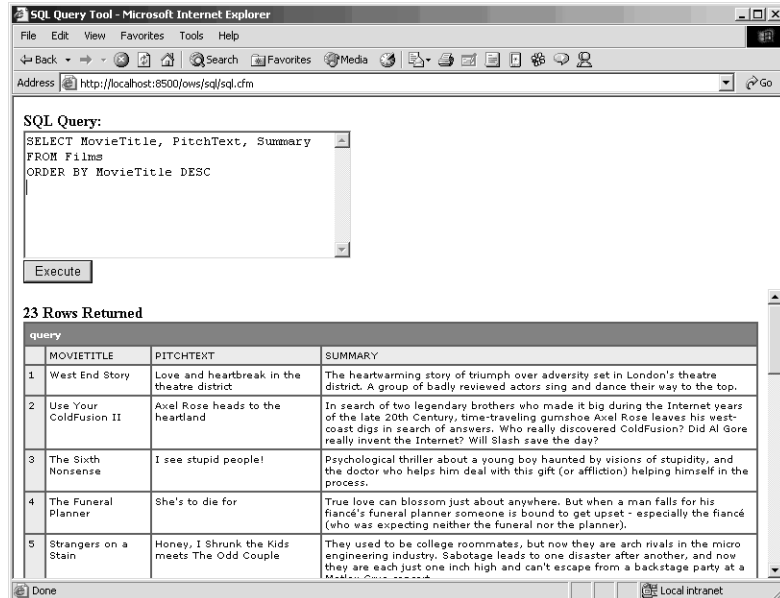 SQL Query Tool - Microsoft Internet Explorer
File Edit View Favorites Tools Help
Back Search Favorites Media
Address http://localhost:8500/ows/sql/sql.cfm Go
SQL Query:
SELECT MovieTitle, PitchText, Summary
FROM Films
ORDER BY MovieTitle DESC
Execute
23 Rows Returned
query
MOVIETITLE PITCHTEXT SUMMARY
1 West End Story Love and heartbreak in the The heartwarming story of triumph over adversity set in London's theatre
theatre district district. A group of badly reviewed actors sing and dance their way to the top.
2 Use Your Axel Rose heads to the In search of two legendary brothers who made it big during the Internet years
ColdFusion II heartland of the late 20th Century, time-traveling gumshoe Axel Rose leaves his west-
coast digs in search of answers. Who really discovered ColdFusion? Did Al Gore
really invent the Internet? Will Slash save the day?
3 The Sixth I see stupid people! Psychological thriller about a young boy haunted by visions of stupidity, and
Nonsense the doctor who helps him deal with this gift (or affliction) helping himself in the
process.
4 The Funeral She's to die for True love can blossom just about anywhere. But when a man falls for his
Planner fiancé's funeral planner someone is bound to get upset - especially the fiancé
(who was expecting neither the funeral nor the planner).
5 Strangers on a Honey, I Shrunk the Kids They used to be college roommates, but now they are arch rivals in the micro
Stain meets The Odd Couple engineering industry. Sabotage leads to one disaster after another, and now
they are each just one inch high and can't escape from a backstage party at a
Done Local intranet